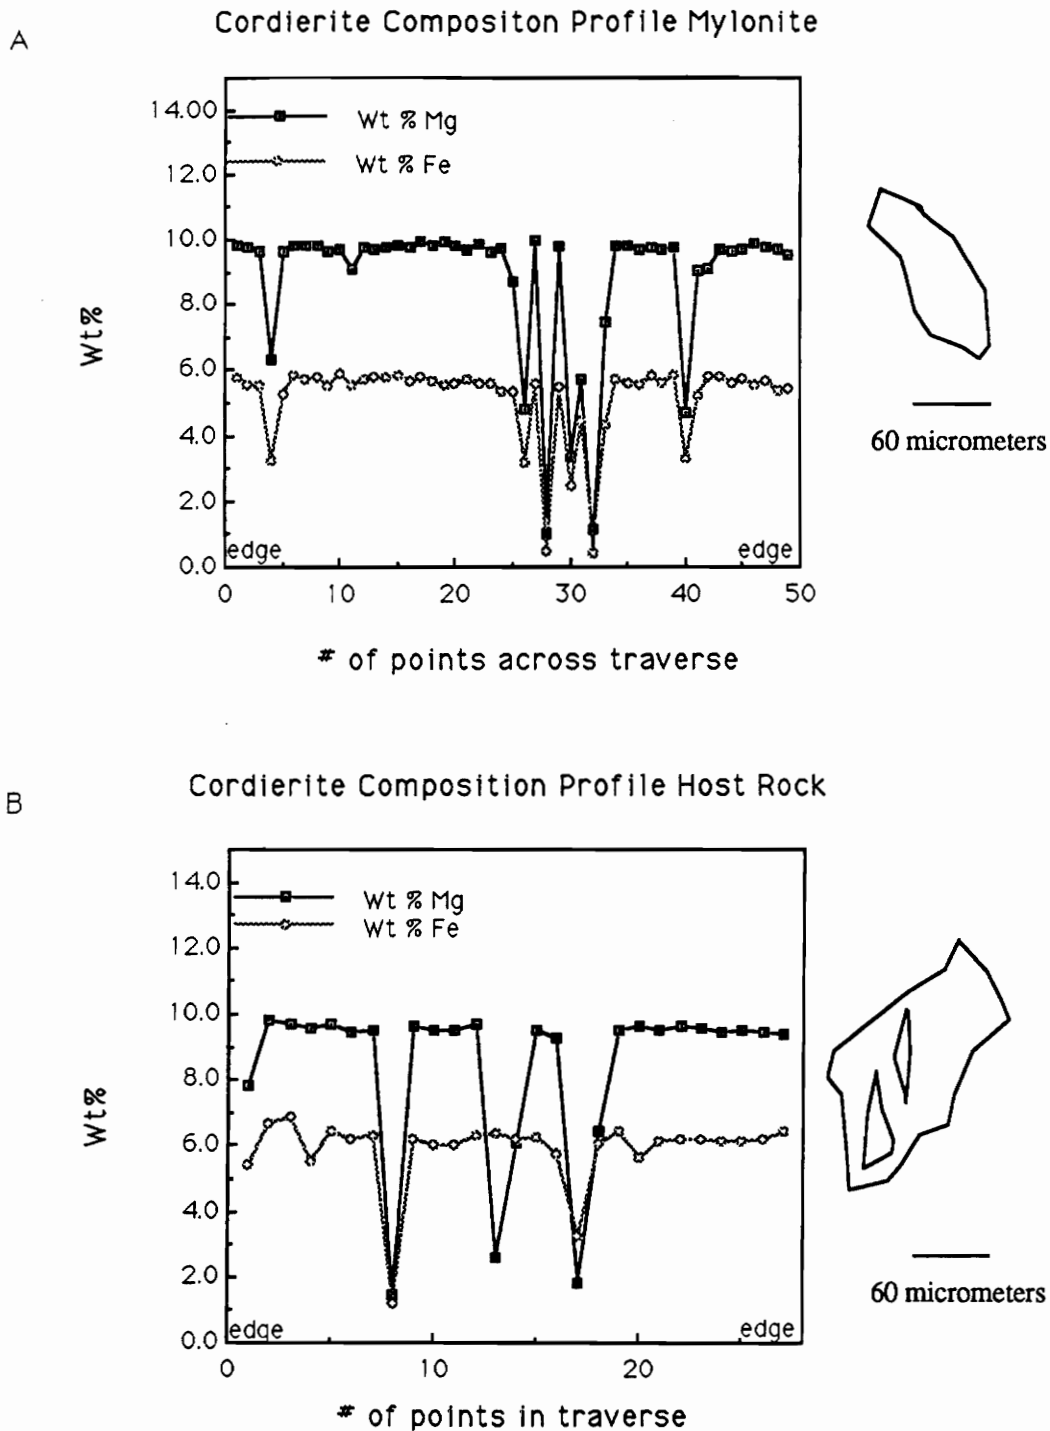 A
Cordierite Compositon Profile Mylonite
14.00
12.0
10.0
8.0
6.0
4.0
2.0
0.0
Wt%
Wt % Mg
Wt % Fe
edge
edge
0 10 20 30 40 50
# of points across traverse
60 micrometers
B
Cordierite Composition Profile Host Rock
14.0
12.0
10.0
8.0
6.0
4.0
2.0
0.0
Wt%
Wt % Mg
Wt % Fe
edge
edge
0 10 20
# of points in traverse
60 micrometers